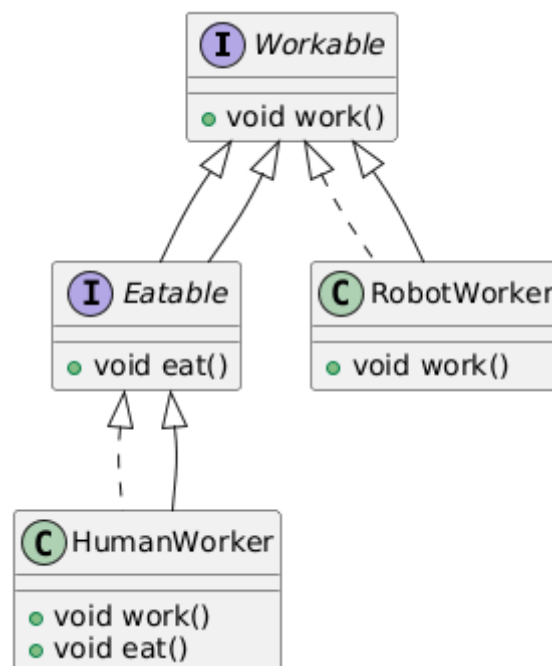 I Workable
void work()
I Eatable
void eat()
C RobotWorker
void work()
C HumanWorker
void work()
void eat()